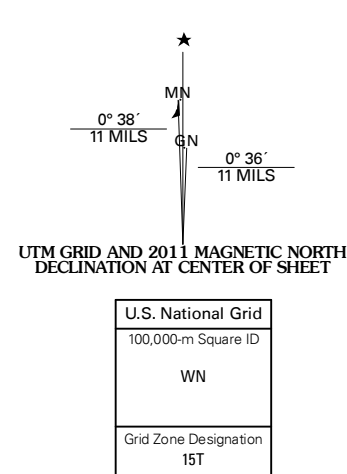 MN
0° 38´
11 MILS
GN
0° 36´
11 MILS
UTM GRID AND 2011 MAGNETIC NORTH
DECLINATION AT CENTER OF SHEET
U.S. National Grid
100,000-m Square ID
WN
Grid Zone Designation
15T